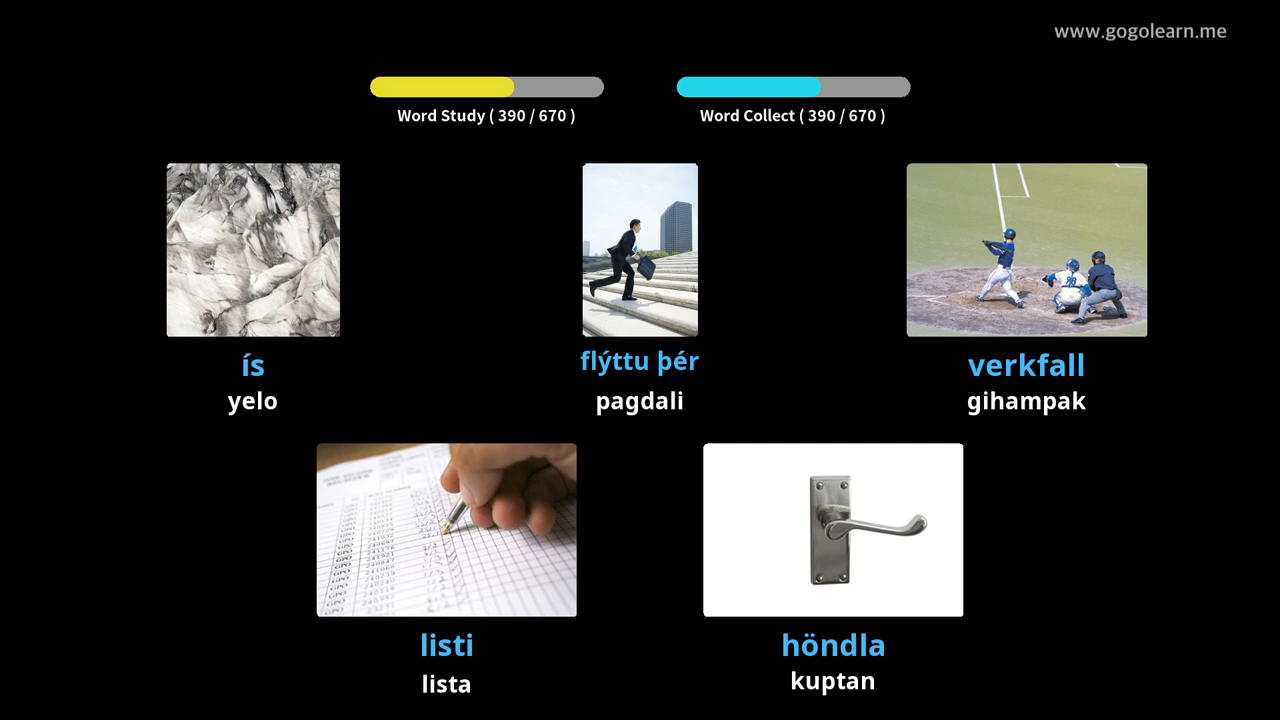 www.gogolearn.me
Word Study ( 390 / 670 )
Word Collect ( 390 / 670 )
ís
yelo
flýttu þér
pagdali
verkfall
gihampak
listi
lista
höndla
kuptan